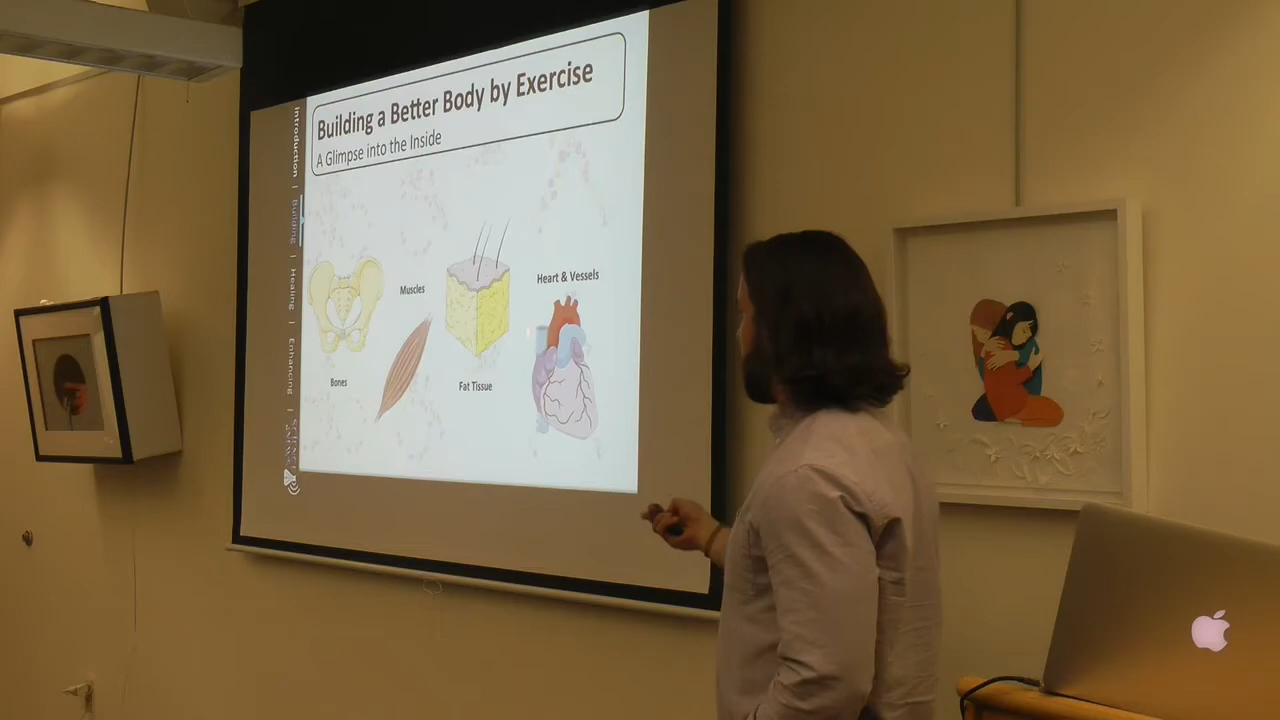 Building a Better Body by Exercise
A Glimpse into the Inside
Introduction | Building | Healing | Enhancing |
Bones
Muscles
Fat Tissue
Heart & Vessels